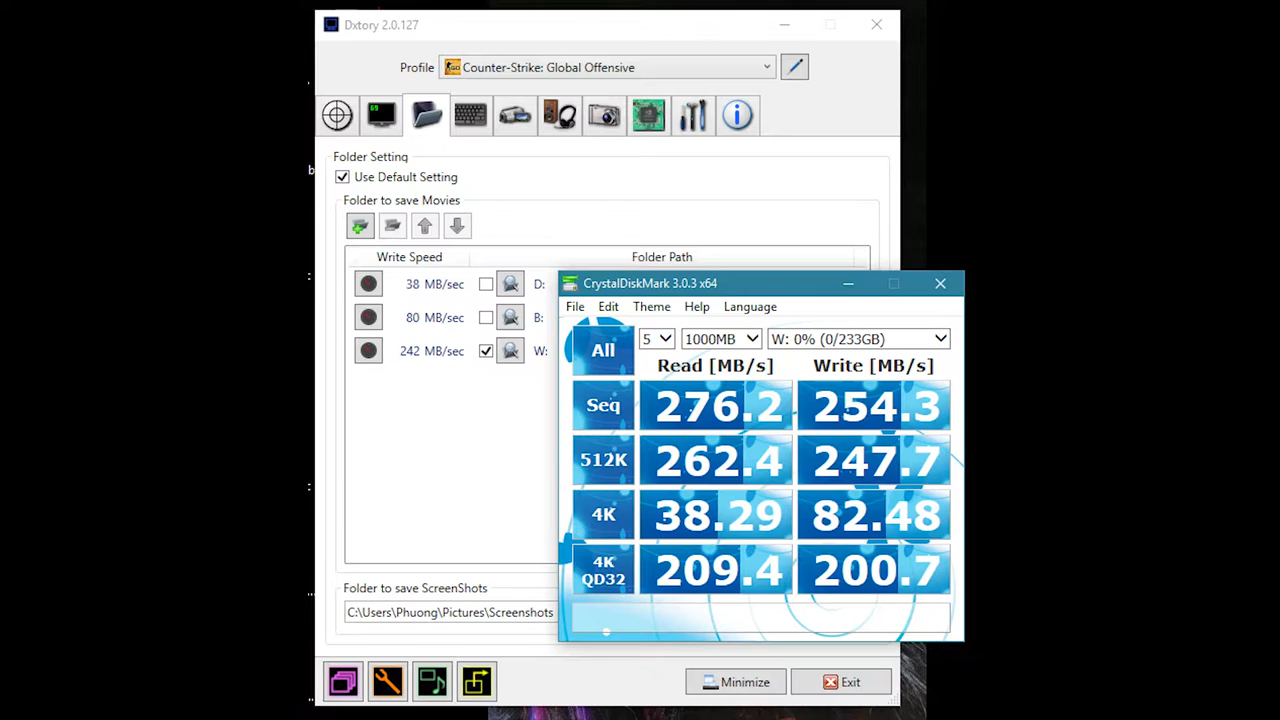 Dxtory 2.0.127
Profile
Counter-Strike: Global Offensive
69
Folder Setting
Use Default Setting
Folder to save Movies
Write Speed
Folder Path
38 MB/sec
D:
80 MB/sec
B:
242 MB/sec
W:
Folder to save ScreenShots
C:\Users\Phuong\Pictures\Screenshots
Minimize
Exit
CrystalDiskMark 3.0.3 x64
File Edit Theme Help Language
All
5
1000MB
W: 0% (0/233GB)
Read [MB/s]
Write [MB/s]
Seq
276.2
254.3
512K
262.4
247.7
4K
38.29
82.48
4K
QD32
209.4
200.7